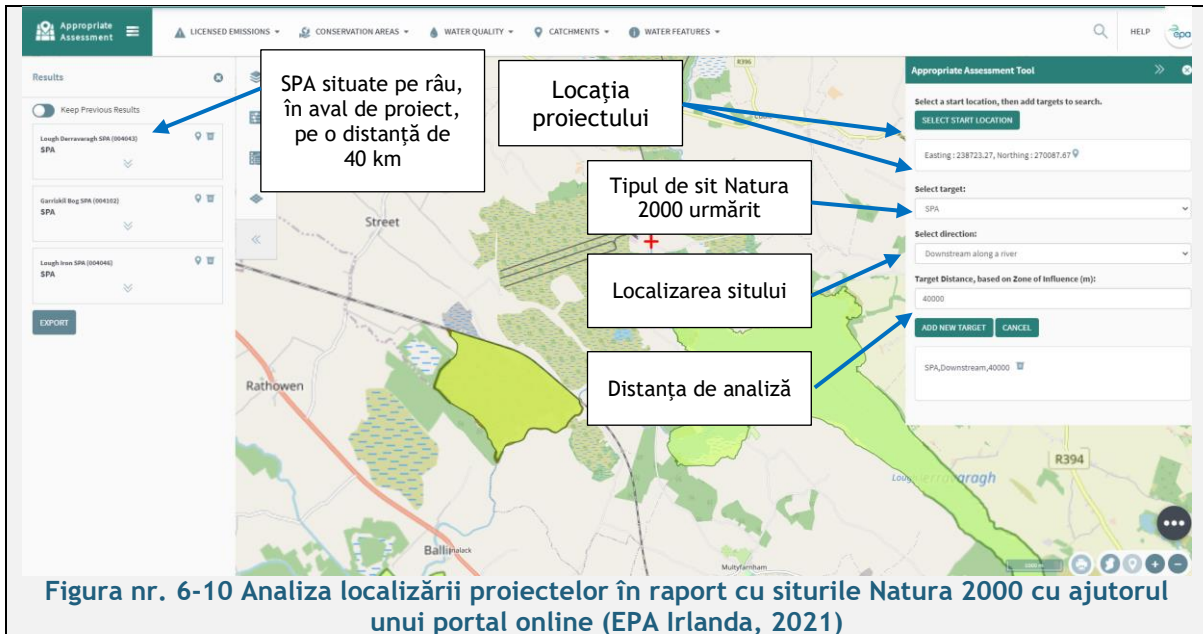 Appropriate
Assessment
LICENSED EMISSIONS
CONSERVATION AREAS
WATER QUALITY
CATCHMENTS
WATER FEATURES
HELP
epa
Results
Keep Previous Results
Lough Derravaragh SPA (004043)
SPA
Garriskil Bog SPA (004102)
SPA
Lough Iron SPA (004046)
SPA
EXPORT
SPA situate pe râu,
în aval de proiect,
pe o distanță de
40 km
Locația
proiectului
Tipul de sit Natura
2000 urmărit
Localizarea sitului
Distanța de analiză
R396
Street
Rathowen
R394
Multyfarnham
Appropriate Assessment Tool
Select a start location, then add targets to search.
SELECT START LOCATION
Easting : 238723.27, Northing : 270087.67
Select target:
SPA
Select direction:
Downstream along a river
Target Distance, based on Zone of Influence (m):
40000
ADD NEW TARGET
CANCEL
SPA,Downstream,40000
Figura nr. 6-10 Analiza localizării proiectelor în raport cu siturile Natura 2000 cu ajutorul
unui portal online (EPA Irlanda, 2021)